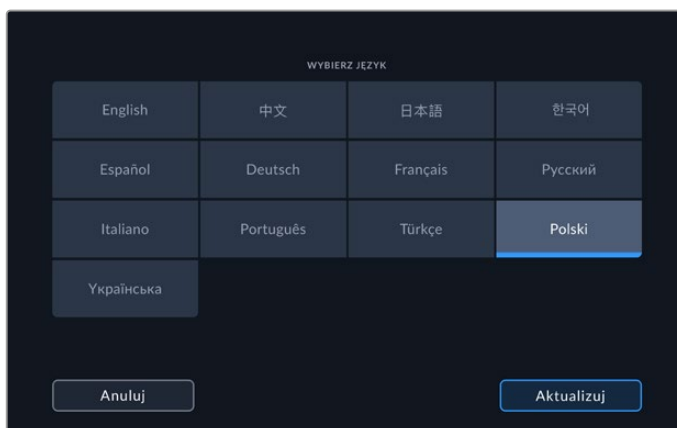 WYBIERZ JĘZYK
English 中文 日本語 한국어
Español Deutsch Français Русский
Italiano Português Türkçe Polski
Українська
Anuluj Aktualizuj